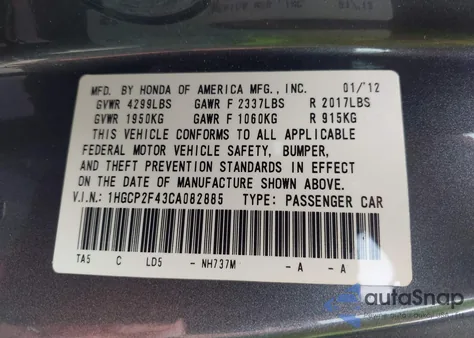 MFD. BY HONDA OF AMERICA MFG., INC. 01/12
GVWR 4299LBS GAWR F 2337LBS R 2017LBS
GVWR 1950KG GAWR F 1060KG R 915KG
THIS VEHICLE CONFORMS TO ALL APPLICABLE
FEDERAL MOTOR VEHICLE SAFETY, BUMPER,
AND THEFT PREVENTION STANDARDS IN EFFECT
ON THE DATE OF MANUFACTURE SHOWN ABOVE.
V.I.N.: 1HGCP2F43CA082885 TYPE: PASSENGER CAR
TA5 C LD5 - NH737M - A - A
autaSnap